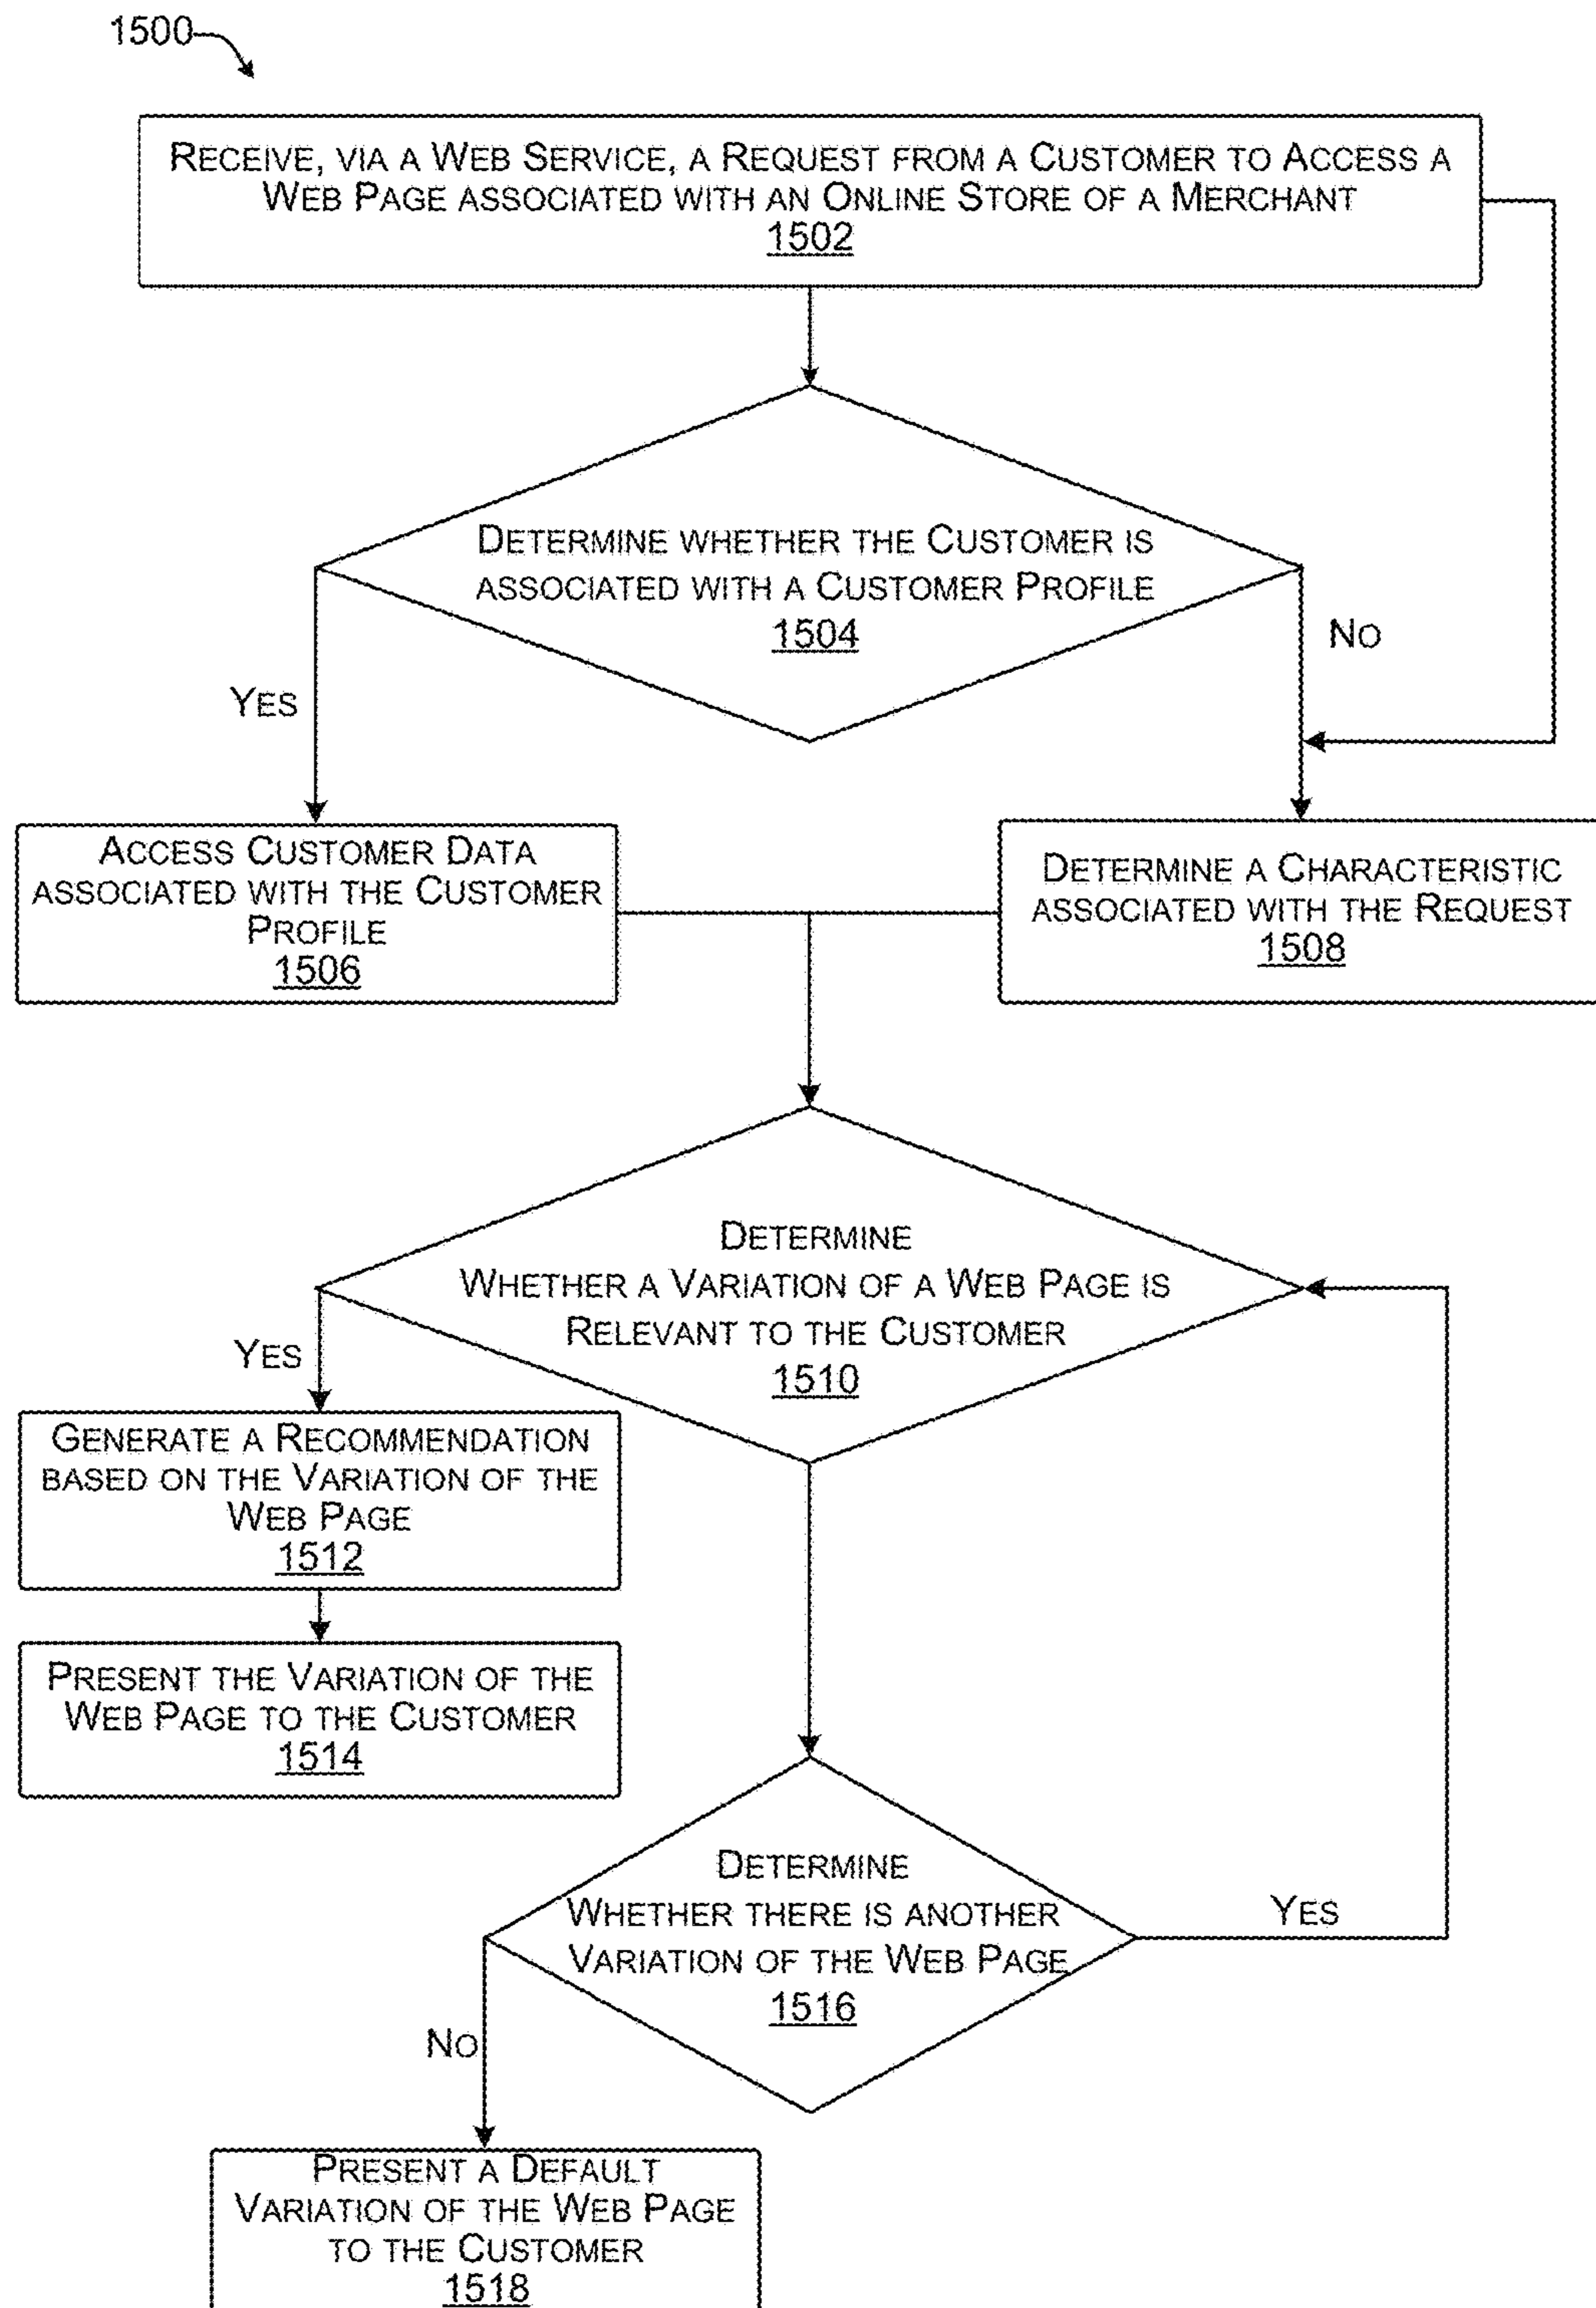 1500
RECEIVE, VIA A WEB SERVICE, A REQUEST FROM A CUSTOMER TO ACCESS A
WEB PAGE ASSOCIATED WITH AN ONLINE STORE OF A MERCHANT
1502
DETERMINE WHETHER THE CUSTOMER IS
ASSOCIATED WITH A CUSTOMER PROFILE
1504
NO
YES
ACCESS CUSTOMER DATA
ASSOCIATED WITH THE CUSTOMER
PROFILE
1506
DETERMINE A CHARACTERISTIC
ASSOCIATED WITH THE REQUEST
1508
DETERMINE
WHETHER A VARIATION OF A WEB PAGE IS
RELEVANT TO THE CUSTOMER
1510
YES
GENERATE A RECOMMENDATION
BASED ON THE VARIATION OF THE
WEB PAGE
1512
PRESENT THE VARIATION OF THE
WEB PAGE TO THE CUSTOMER
1514
DETERMINE
WHETHER THERE IS ANOTHER
VARIATION OF THE WEB PAGE
1516
YES
NO
PRESENT A DEFAULT
VARIATION OF THE WEB PAGE
TO THE CUSTOMER
1518